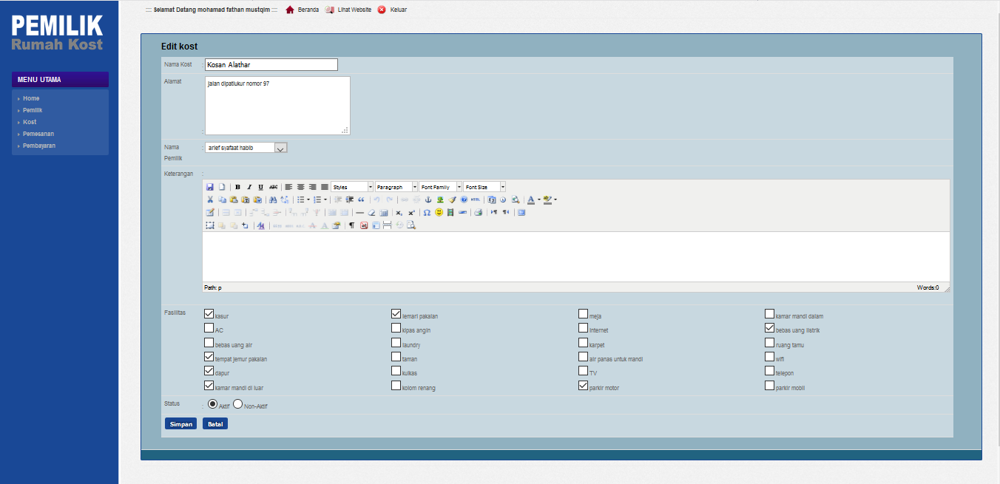 PEMILIK
Rumah Kost
:::: Selamat Datang mohamad fathan mustqim :::: Beranda Lihat Website Keluar
MENU UTAMA
Home
Pemilik
Kost
Pemesanan
Pembayaran
Edit kost
Nama Kost : Kosan Alathar
Alamat : jalan dipatiukur nomor 97
Nama Pemilik : arief syafaat habib
Keterangan :
B I U ABC Styles Paragraph Font Family Font Size
HTML
Path: p Words:0
Fasilitas
kasur lemari pakaian meja kamar mandi dalam
AC kipas angin internet bebas uang listrik
bebas uang air laundry karpet ruang tamu
tempat jemur pakaian taman air panas untuk mandi wifi
dapur kulkas TV telepon
kamar mandi di luar kolom renang parkir motor parkir mobil
Status : Aktif Non-Aktif
Simpan Batal